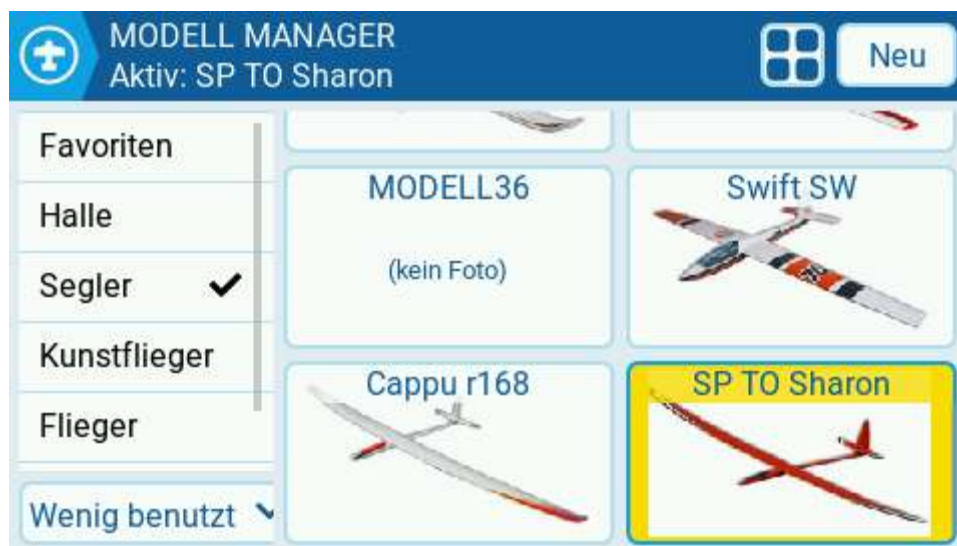 MODELL MANAGER
Aktiv: SP TO Sharon
Neu
Favoriten
Halle
Segler
Kunstflieger
Flieger
Wenig benutzt
MODELL36
(kein Foto)
Swift SW
Cappu r168
SP TO Sharon